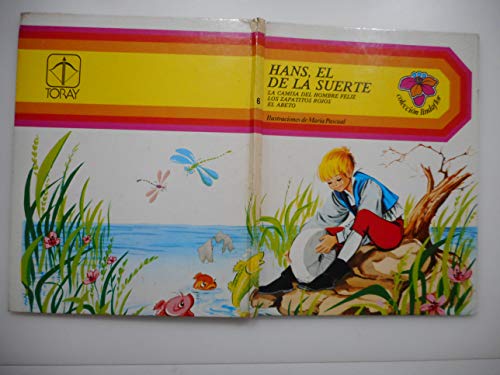 TORAY
6
HANS, EL
DE LA SUERTE
LA CAMISA DEL HOMBRE FELIZ
LOS ZAPATITOS ROJOS
EL ABETO
Ilustraciones de María Pascual
colección lindaflor